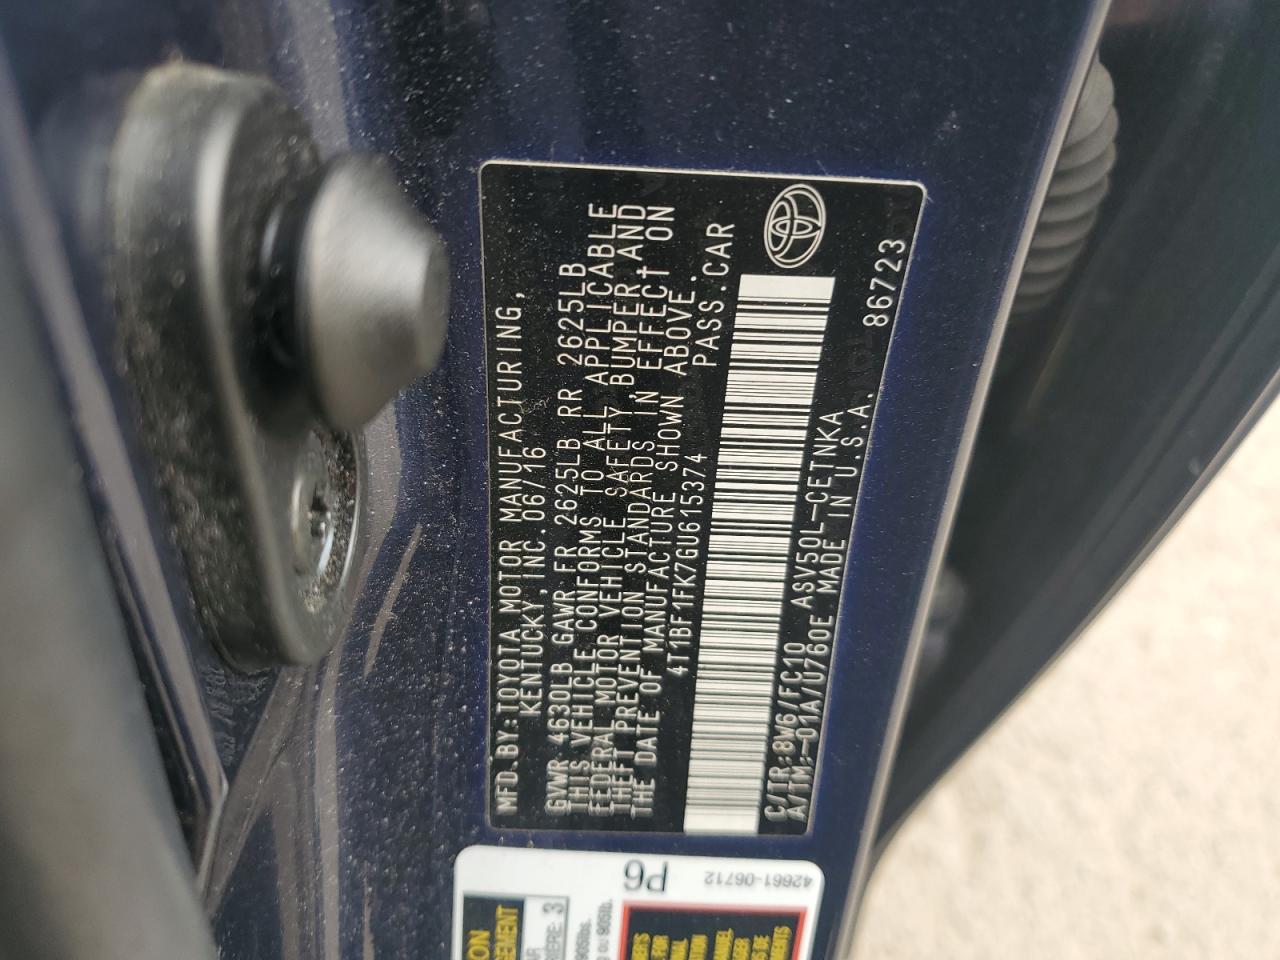 MFD.BY:TOYOTA MOTOR MANUFACTURING,
KENTUCKY,INC.06/16
GVWR 4630LB GAWR FR 2625LB RR 2625LB
THIS VEHICLE CONFORMS TO ALL APPLICABLE
FEDERAL MOTOR VEHICLE SAFETY BUMPER,AND
THEFT PREVENTION STANDARDS IN EFFECT ON
THE DATE OF MANUFACTURE SHOWN ABOVE.
4T1BF1FK7GU615374 PASS.CAR
C/TR:8W6/FC10 ASV50L-CETNKA
A/TM:-01A/U760E MADE IN U.S.A.
86723
P6
42661-06712